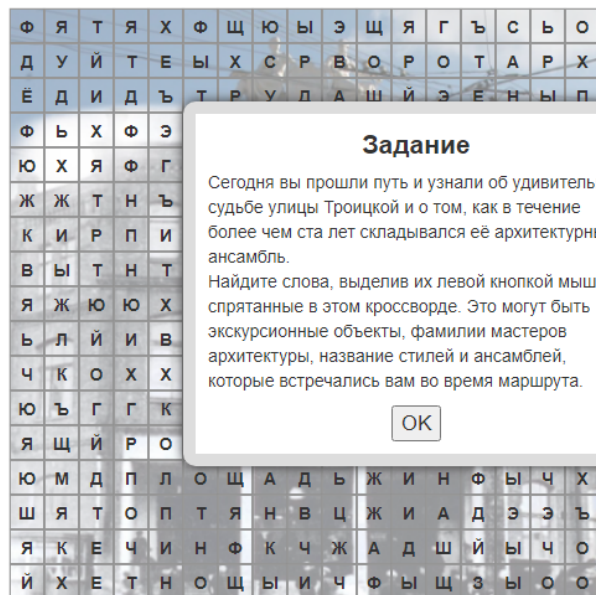 Ф Я Т Я Х Ф Щ Ю Ы Э Щ Я Г Ъ С Ь О
Д У Й Т Е Ы Х С Р В О Р О Т А Р Х
Ё Д И Д Ъ Т Р У Д А Ш Й Э Е Н Ы П
Ф Ь Х Ф Э
Ю Х Я Ф Г
Ж Ж Т Н Ъ
К И Р П И
В Ы Т Н Т
Я Ж Ю Ю Х
Ь Л Й И В
Ч К О Х Х
Ю Ъ Г Г К
Я Щ Й Р О
Задание
Сегодня вы прошли путь и узнали об удивитель
судьбе улицы Троицкой и о том, как в течение
более чем ста лет складывался её архитектурн
ансамбль.
Найдите слова, выделив их левой кнопкой мыш
спрятанные в этом кроссворде. Это могут быть
экскурсионные объекты, фамилии мастеров
архитектуры, название стилей и ансамблей,
которые встречались вам во время маршрута.
OK
Ю М Д П Л О Щ А Д Ь Ж И Н Ф Ы Ч Х
Ш Я Т О П Т Я Н В Ц Ж И А Д Э Э Ъ
Я К Е Ч И Н Ф К Ч Ж А Д Ш Й Ы Ч О
Й Х Е Т Н О Щ Ы И Ч Ф Ы Щ З Ы О О